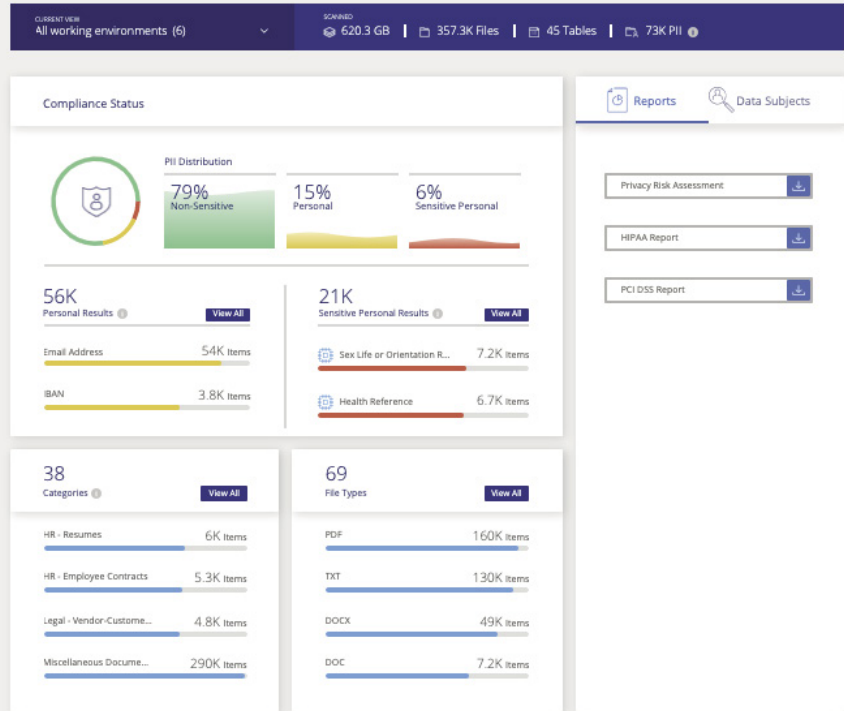 CURRENT VIEW
All working environments (6)
SCANNED
620.3 GB
357.3K Files
45 Tables
73K PII
Compliance Status
PII Distribution
79%
Non-Sensitive
15%
Personal
6%
Sensitive Personal
56K
Personal Results
View All
Email Address
54K Items
IBAN
3.8K Items
21K
Sensitive Personal Results
View All
Sex Life or Orientation R...
7.2K Items
Health Reference
6.7K Items
38
Categories
View All
HR - Resumes
6K Items
HR - Employee Contracts
5.3K Items
Legal - Vendor-Custome...
4.8K Items
Miscellaneous Docume...
290K Items
69
File Types
View All
PDF
160K Items
TXT
130K Items
DOCX
49K Items
DOC
7.2K Items
Reports
Data Subjects
Privacy Risk Assessment
HIPAA Report
PCI DSS Report